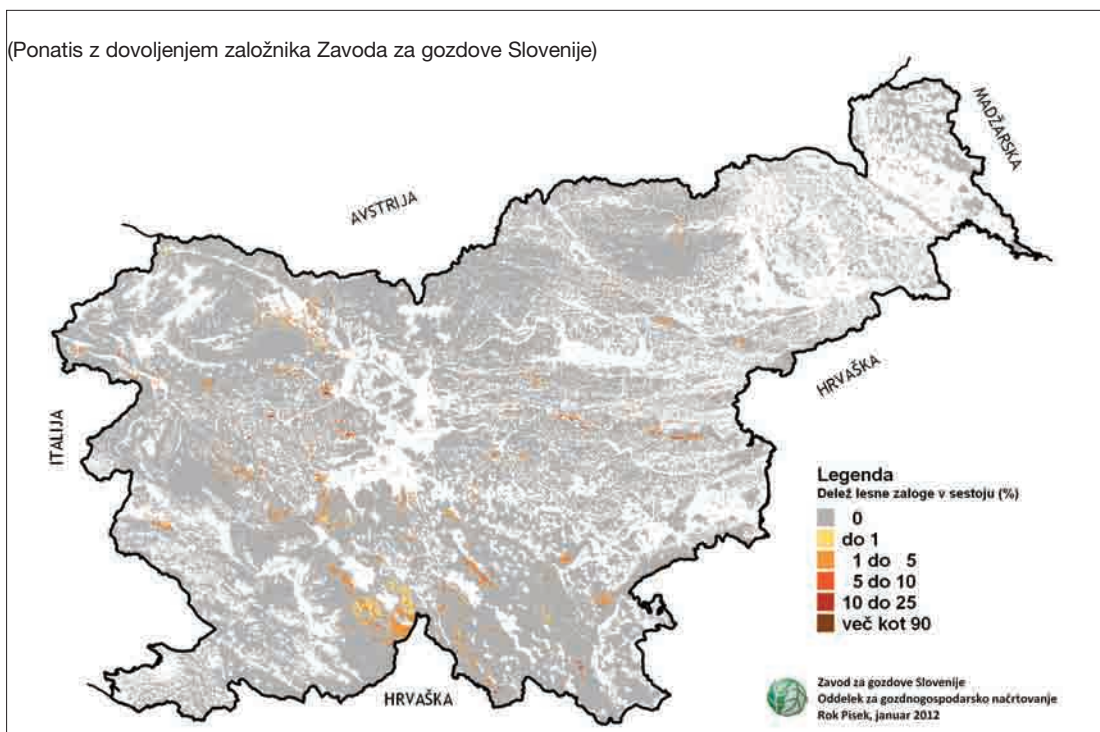 (Ponatis z dovoljenjem založnika Zavoda za gozdove Slovenije)
MADŽARSKA
AVSTRIJA
HRVAŠKA
ITALIJA
Legenda
Delež lesne zaloge v sestoju (%)
0
do 1
1 do 5
5 do 10
10 do 25
več kot 90
HRVAŠKA
Zavod za gozdove Slovenije
Oddelek za gozdnogospodarsko načrtovanje
Rok Pisek, januar 2012